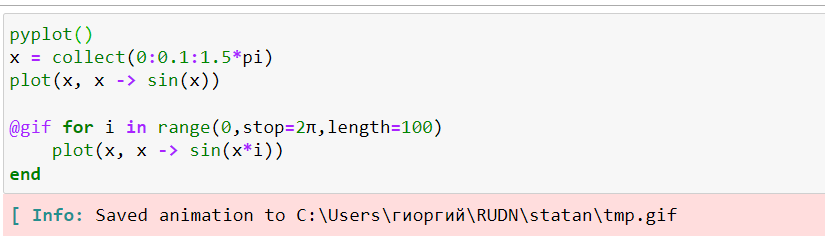 pyplot()
x = collect(0:0.1:1.5*pi)
plot(x, x -> sin(x))
@gif for i in range(0,stop=2π,length=100)
    plot(x, x -> sin(x*i))
end
[ Info: Saved animation to C:\Users\гиоргий\RUDN\statan\tmp.gif